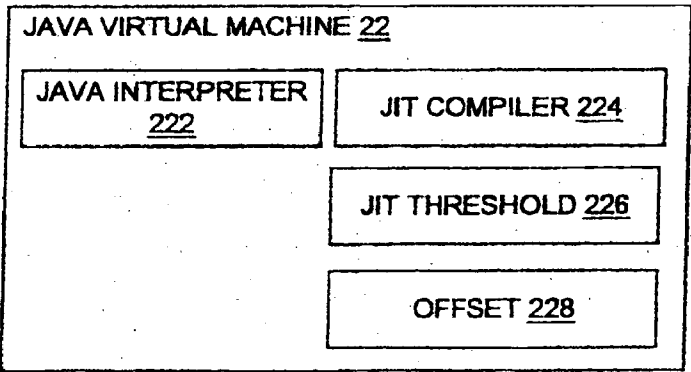 JAVA VIRTUAL MACHINE 22
JAVA INTERPRETER
222
JIT COMPILER 224
JIT THRESHOLD 226
OFFSET 228